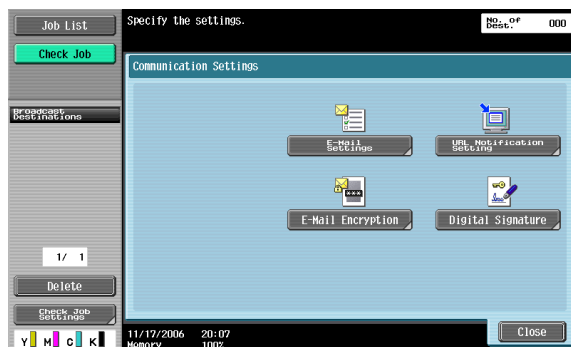 Job List
Check Job
Broadcast
Destinations
1/ 1
Delete
Check Job
Settings
Y M C K
Specify the settings.
No. of
Dest.
000
Communication Settings
E-Mail
Settings
URL Notification
Setting
E-Mail Encryption
Digital Signature
Close
11/17/2006 20:07
Memory 100%